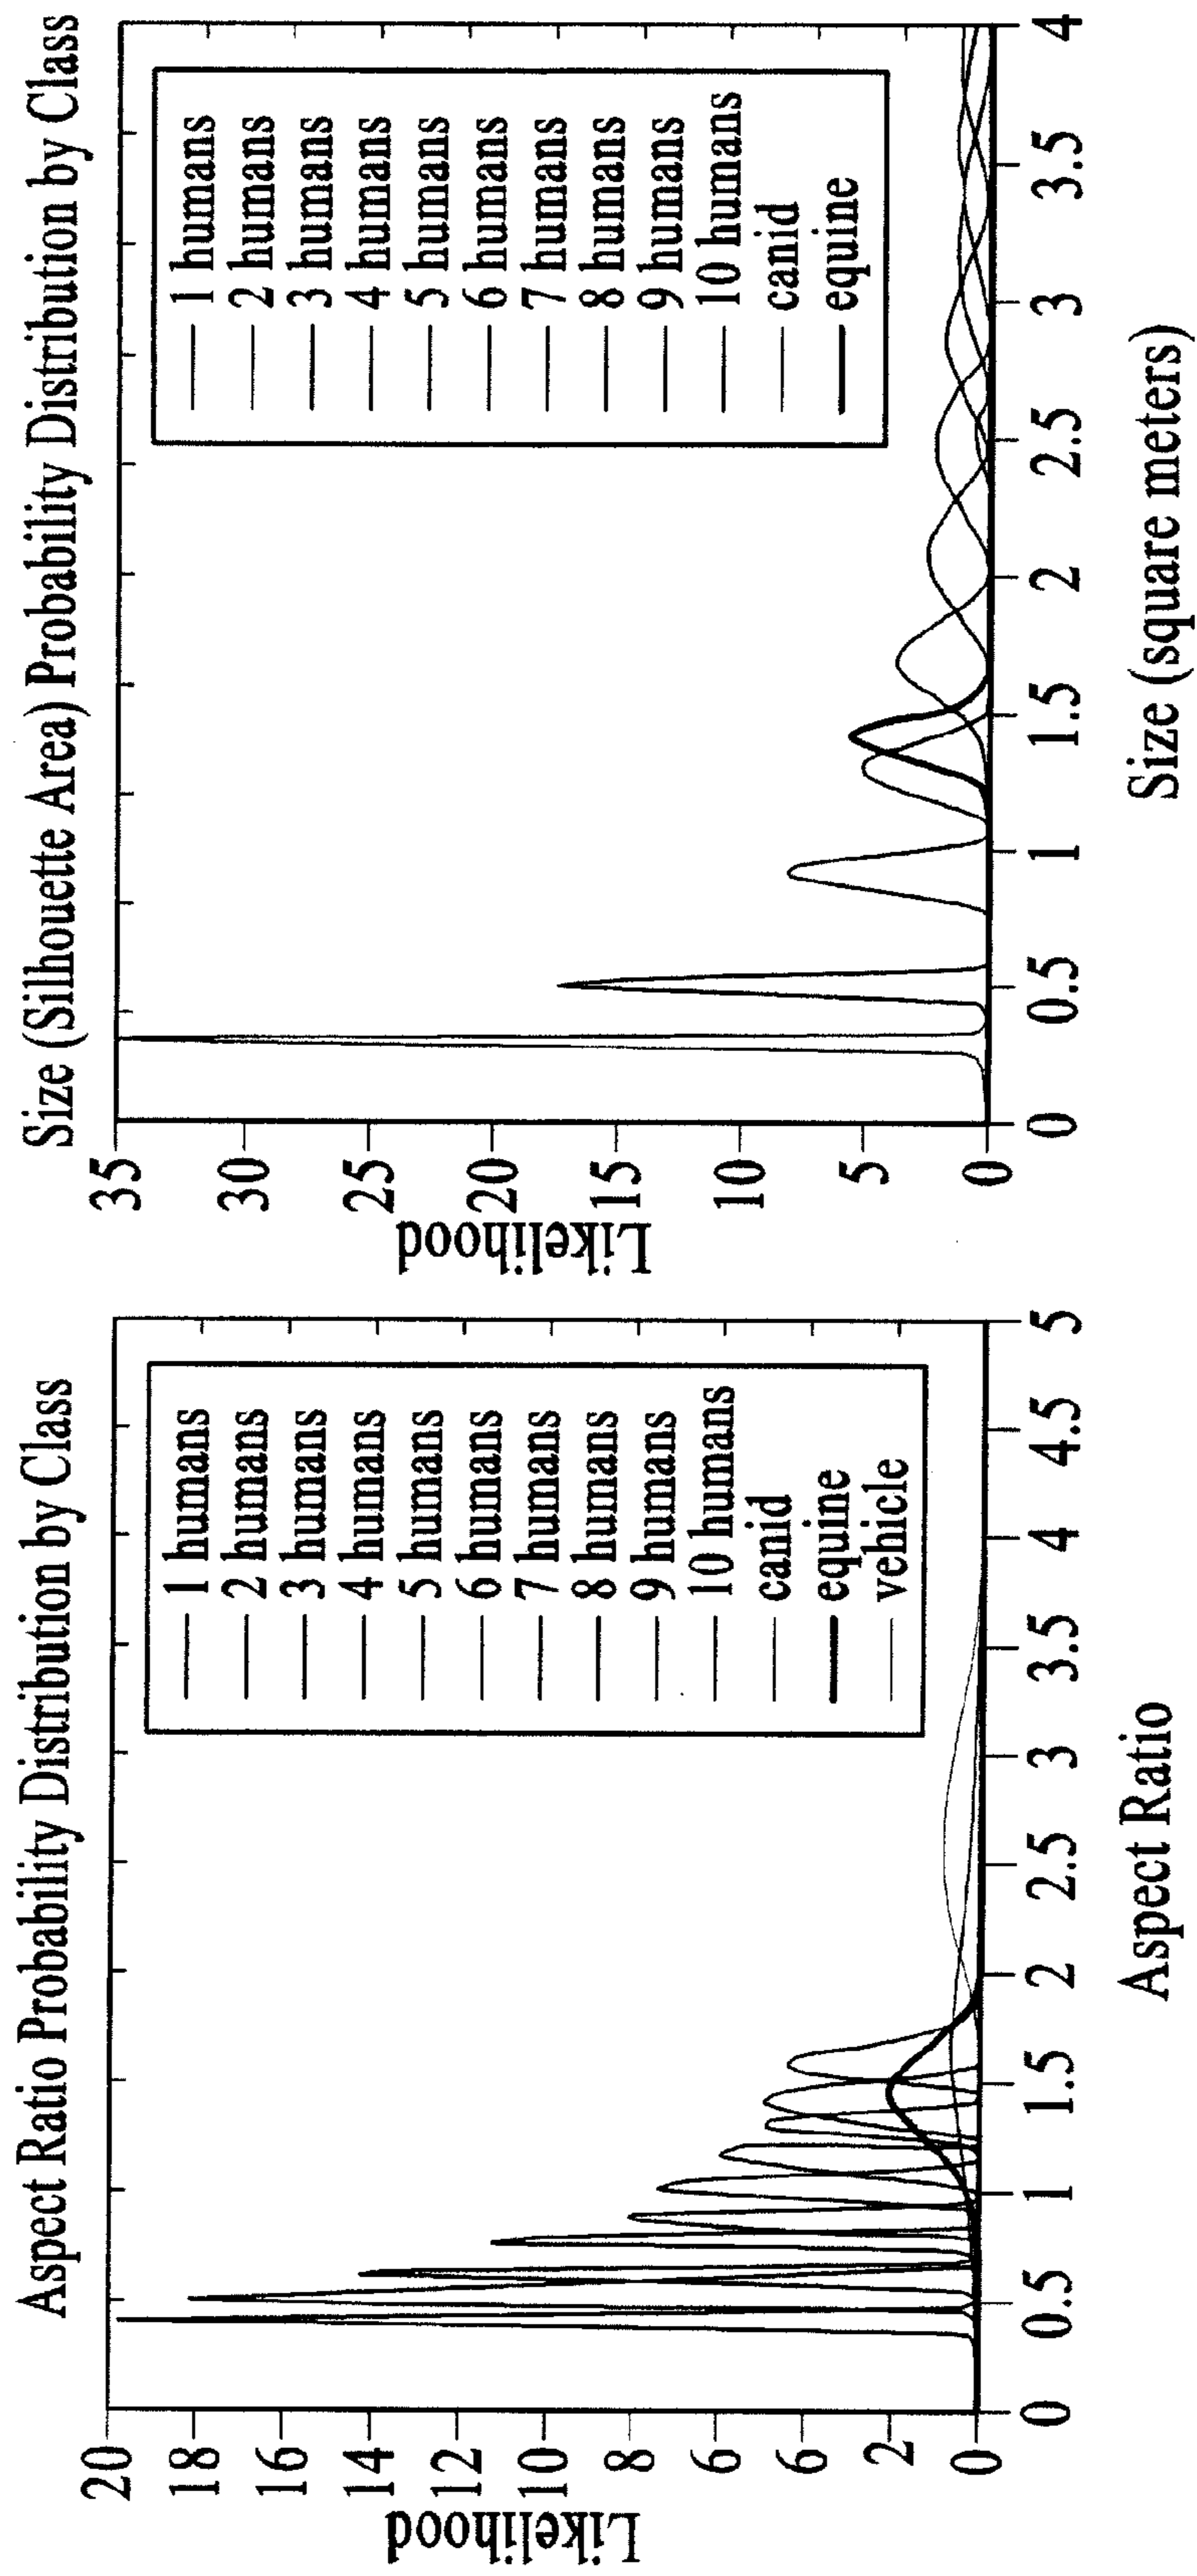 Aspect Ratio Probability Distribution by Class
Likelihood
20
18
16
14
12
10
8
6
6
2
0
1 humans
2 humans
3 humans
4 humans
5 humans
6 humans
7 humans
8 humans
9 humans
10 humans
canid
equine
vehicle
0 0.5 1 1.5 2 2.5 3 3.5 4 4.5 5
Aspect Ratio
Size (Silhouette Area) Probability Distribution by Class
Likelihood
35
30
25
20
15
10
5
0
1 humans
2 humans
3 humans
4 humans
5 humans
6 humans
7 humans
8 humans
9 humans
10 humans
canid
equine
0 0.5 1 1.5 2 2.5 3 3.5 4
Size (square meters)